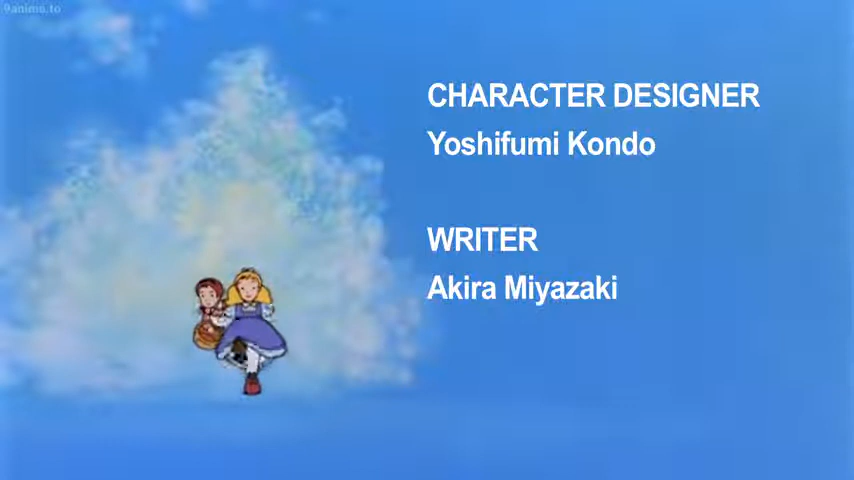 9anime.to
CHARACTER DESIGNER
Yoshifumi Kondo
WRITER
Akira Miyazaki